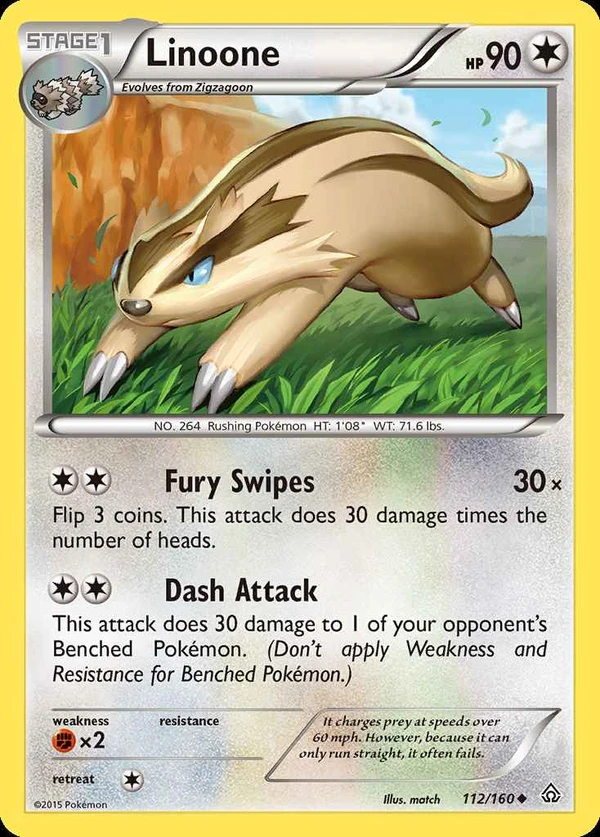 STAGE1
Linoone
HP90
Evolves from Zigzagoon
NO. 264 Rushing Pokémon HT: 1'08" WT: 71.6 lbs.
Fury Swipes 30×
Flip 3 coins. This attack does 30 damage times the
number of heads.
Dash Attack
This attack does 30 damage to 1 of your opponent's
Benched Pokémon. (Don't apply Weakness and
Resistance for Benched Pokémon.)
weakness resistance
×2
It charges prey at speeds over
60 mph. However, because it can
only run straight, it often fails.
retreat
©2015 Pokémon
Illus. match 112/160